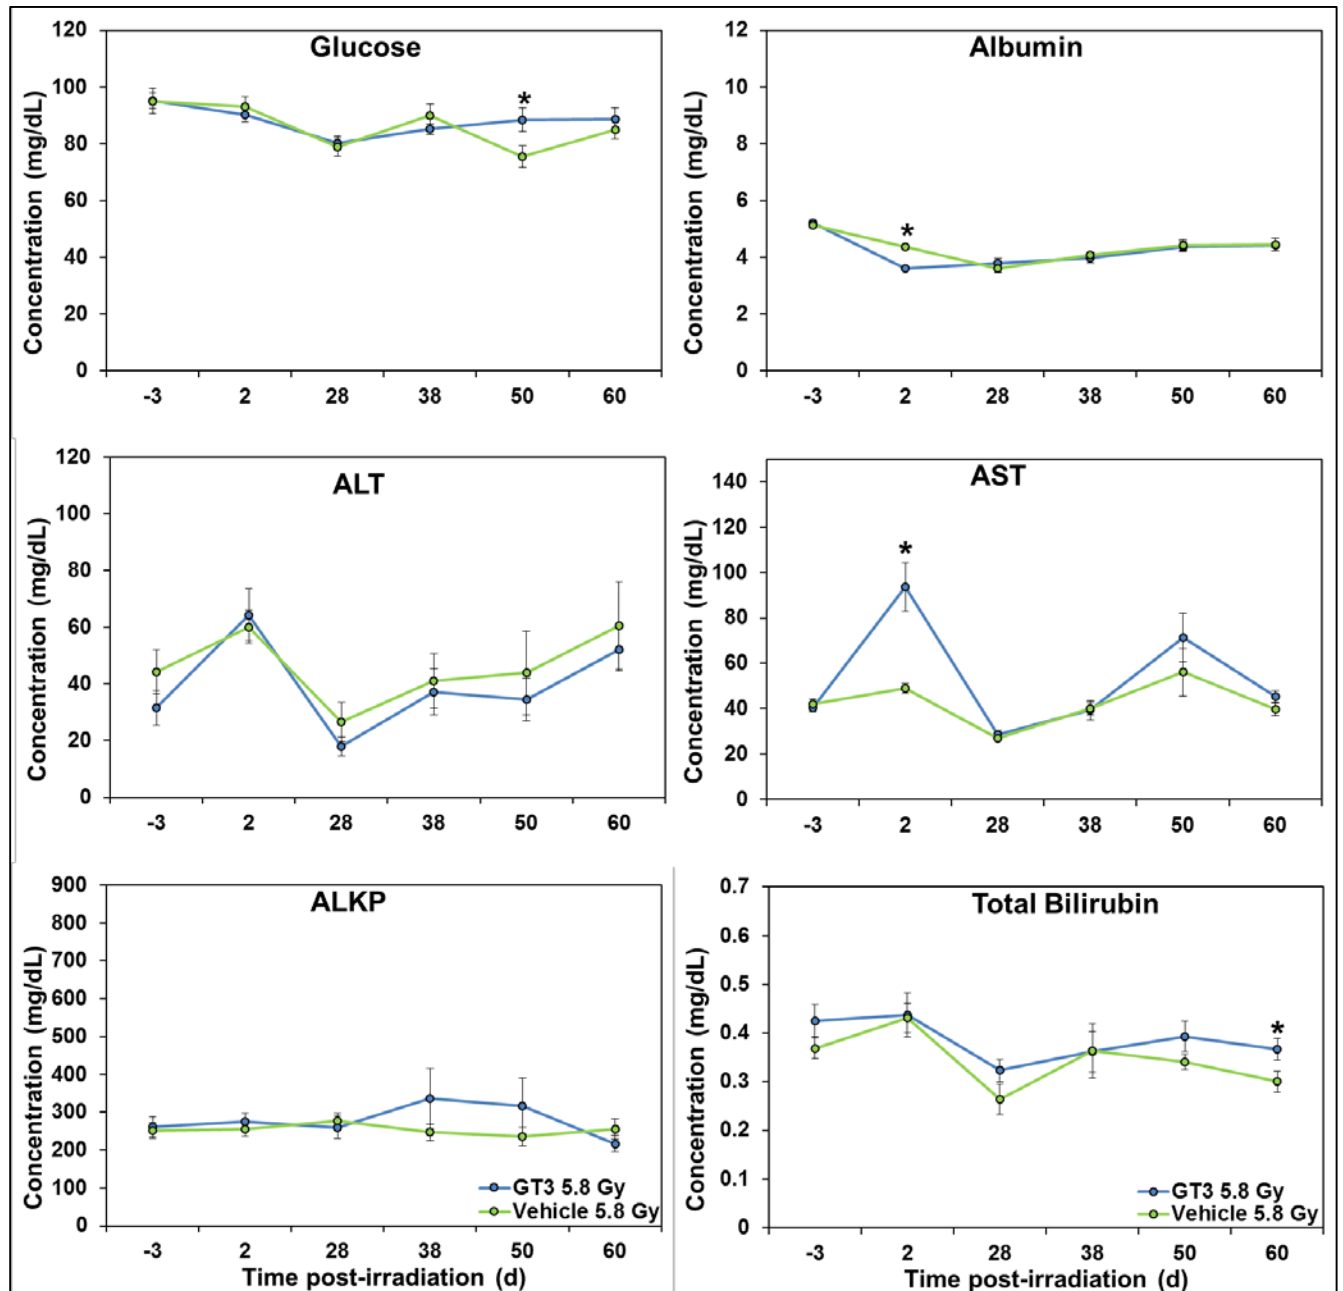 Glucose
Concentration (mg/dL)
120
100
80
60
40
20
0
*
-3 2 28 38 50 60
Albumin
Concentration (mg/dL)
12
10
8
6
4
2
0
*
-3 2 28 38 50 60
ALT
Concentration (mg/dL)
120
100
80
60
40
20
0
-3 2 28 38 50 60
AST
Concentration (mg/dL)
140
120
100
80
60
40
20
0
*
-3 2 28 38 50 60
ALKP
Concentration (mg/dL)
900
800
700
600
500
400
300
200
100
0
GT3 5.8 Gy
Vehicle 5.8 Gy
-3 2 28 38 50 60
Time post-irradiation (d)
Total Bilirubin
Concentration (mg/dL)
0.7
0.6
0.5
0.4
0.3
0.2
0.1
0
*
GT3 5.8 Gy
Vehicle 5.8 Gy
-3 2 28 38 50 60
Time post-irradiation (d)